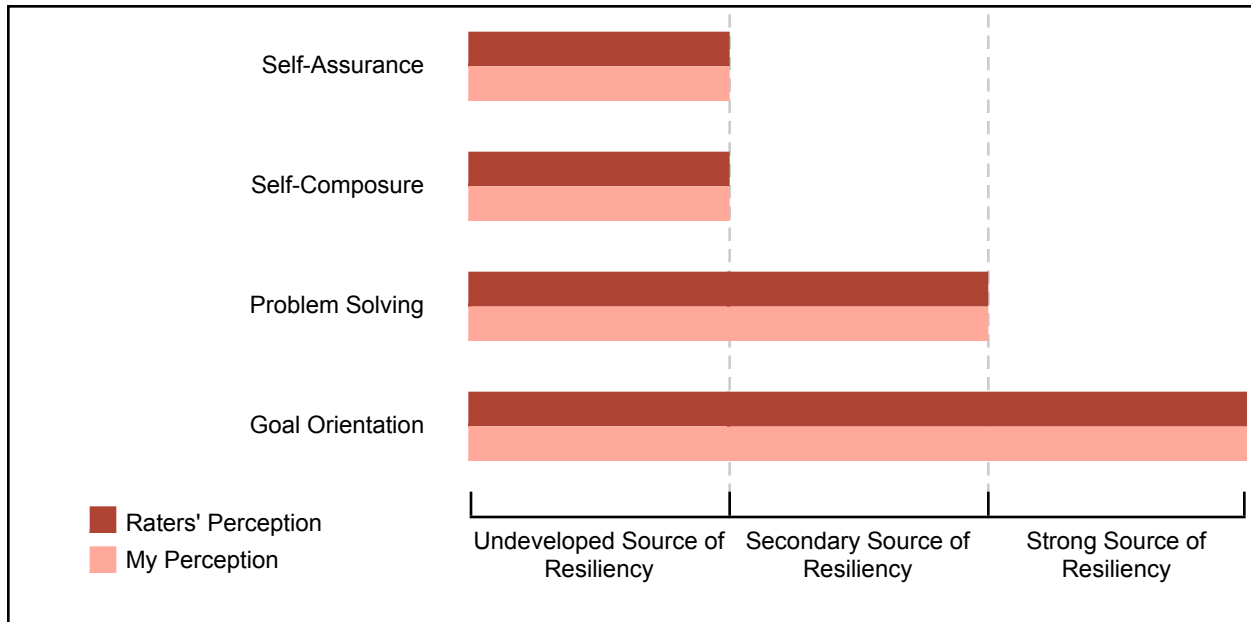 Self-Assurance
Self-Composure
Problem Solving
Goal Orientation
Raters' Perception
My Perception
Undeveloped Source of
Resiliency
Secondary Source of
Resiliency
Strong Source of
Resiliency